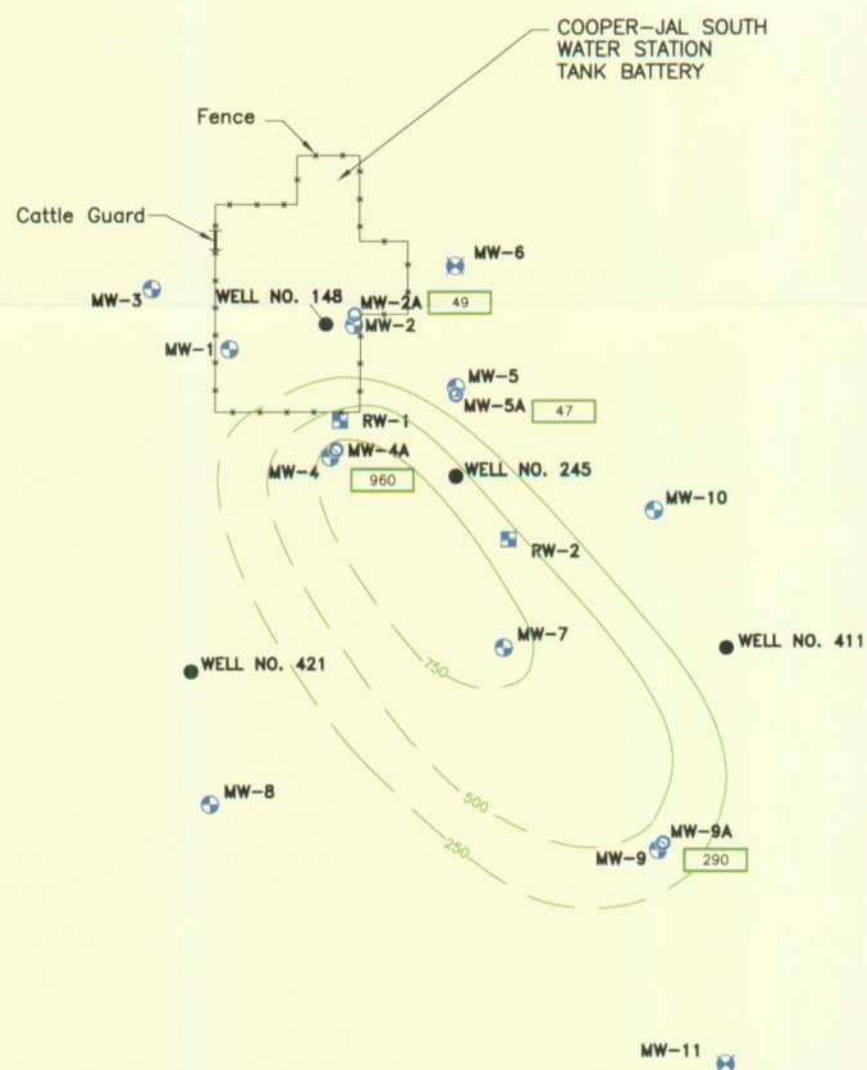 COOPER-JAL SOUTH
WATER STATION
TANK BATTERY
Fence
Cattle Guard
MW-6
MW-3
WELL NO. 148
MW-2A
49
MW-2
MW-1
MW-5
MW-5A
47
RW-1
MW-4A
MW-4
960
WELL NO. 245
MW-10
RW-2
MW-7
WELL NO. 411
WELL NO. 421
750
MW-8
500
250
MW-9A
MW-9
290
MW-11